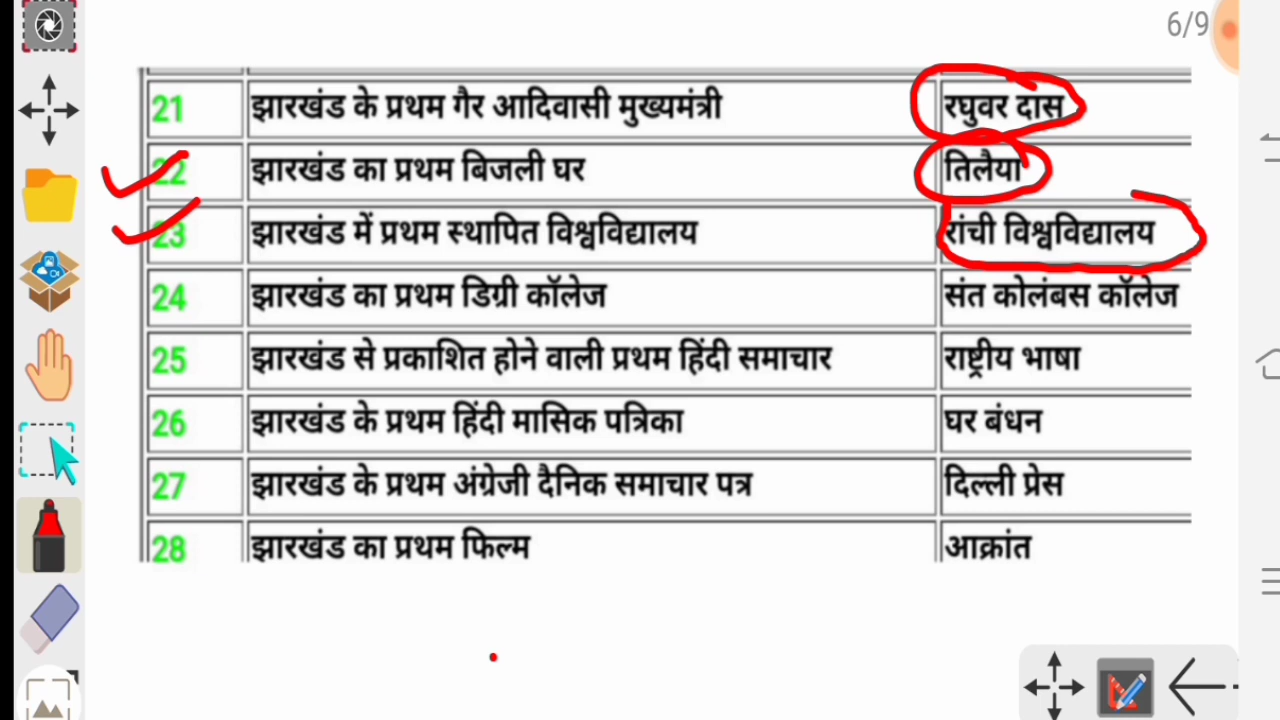 6/9
21 झारखंड के प्रथम गैर आदिवासी मुख्यमंत्री रघुवर दास
22 झारखंड का प्रथम बिजली घर तिलैया
23 झारखंड में प्रथम स्थापित विश्वविद्यालय रांची विश्वविद्यालय
24 झारखंड का प्रथम डिग्री कॉलेज संत कोलंबस कॉलेज
25 झारखंड से प्रकाशित होने वाली प्रथम हिंदी समाचार राष्ट्रीय भाषा
26 झारखंड के प्रथम हिंदी मासिक पत्रिका घर बंधन
27 झारखंड के प्रथम अंग्रेजी दैनिक समाचार पत्र दिल्ली प्रेस
28 झारखंड का प्रथम फिल्म आक्रांत